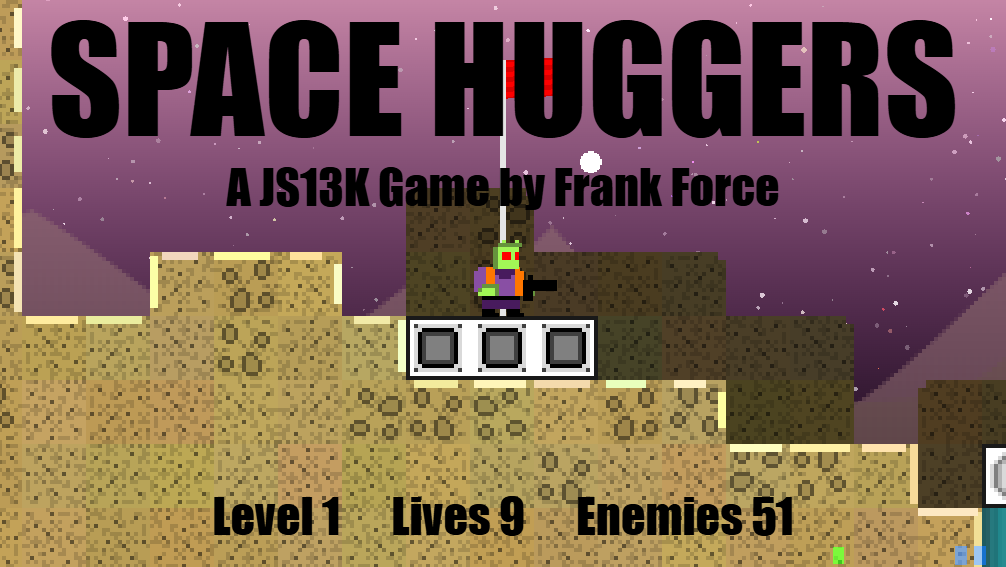 SPACE HUGGERS
A JS13K Game by Frank Force
Level 1 Lives 9 Enemies 51